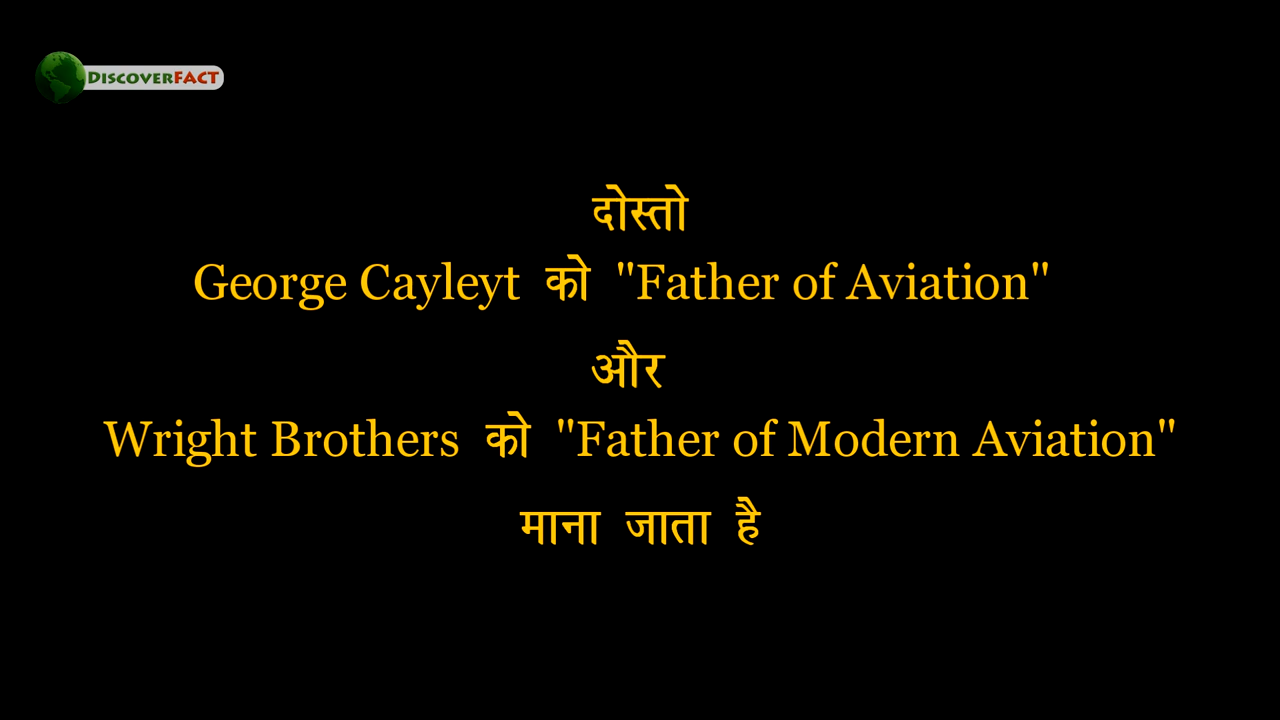 DISCOVERFACT
दोस्तो
George Cayleyt को "Father of Aviation"
और
Wright Brothers को "Father of Modern Aviation"
माना जाता है